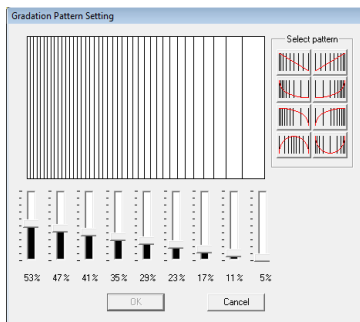 Gradation Pattern Setting
Select pattern
53% 47% 41% 35% 29% 23% 17% 11% 5%
OK Cancel